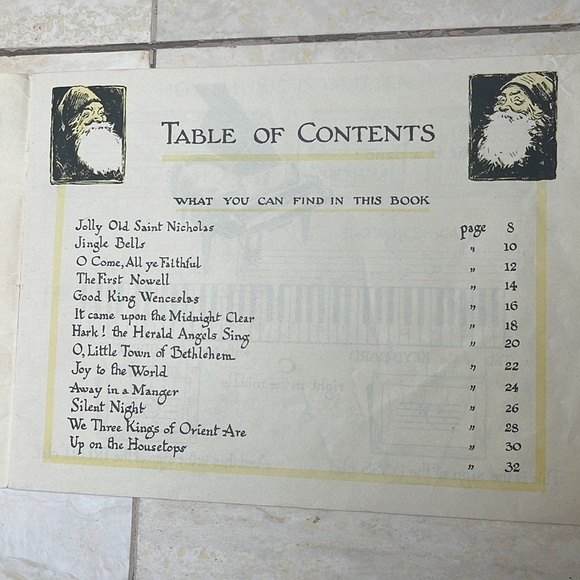 TABLE OF CONTENTS
WHAT YOU CAN FIND IN THIS BOOK
Jolly Old Saint Nicholas page 8
Jingle Bells " 10
O Come, All ye Faithful " 12
The First Nowell " 14
Good King Wenceslas " 16
It came upon the Midnight Clear " 18
Hark! the Herald Angels Sing " 20
O, Little Town of Bethlehem " 22
Joy to the World " 24
Away in a Manger " 26
Silent Night " 28
We Three Kings of Orient Are " 30
Up on the Housetops " 32